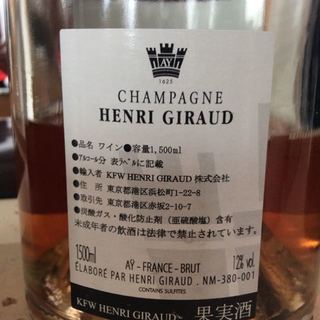 AY
1625
CHAMPAGNE
HENRI GIRAUD
●品名 ワイン●容量1,500ml
●アルコール分 表ラベルに記載
●輸入者 KFW HENRI GIRAUD 株式会社
●住 所 東京都港区浜松町1-22-8
●取引先 東京都港区赤坂2-10-7
●炭酸ガス・酸化防止剤（亜硫酸塩）含有
未成年者の飲酒は法律で禁止されています。
1500ml
AŸ - FRANCE - BRUT
12% vol.
ÉLABORÉ PAR HENRI GIRAUD . NM-380-001
CONTAINS SULFITES
KFW HENRI GIRAUD
果実酒